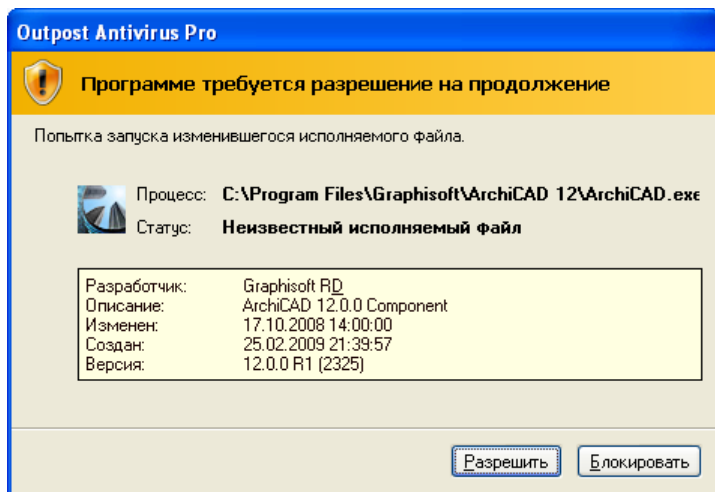 Outpost Antivirus Pro
Программе требуется разрешение на продолжение
Попытка запуска изменившегося исполняемого файла.
Процесс: C:\Program Files\Graphisoft\ArchiCAD 12\ArchiCAD.exe
Статус: Неизвестный исполняемый файл
Разработчик: Graphisoft RD
Описание: ArchiCAD 12.0.0 Component
Изменен: 17.10.2008 14:00:00
Создан: 25.02.2009 21:39:57
Версия: 12.0.0 R1 (2325)
Разрешить Блокировать